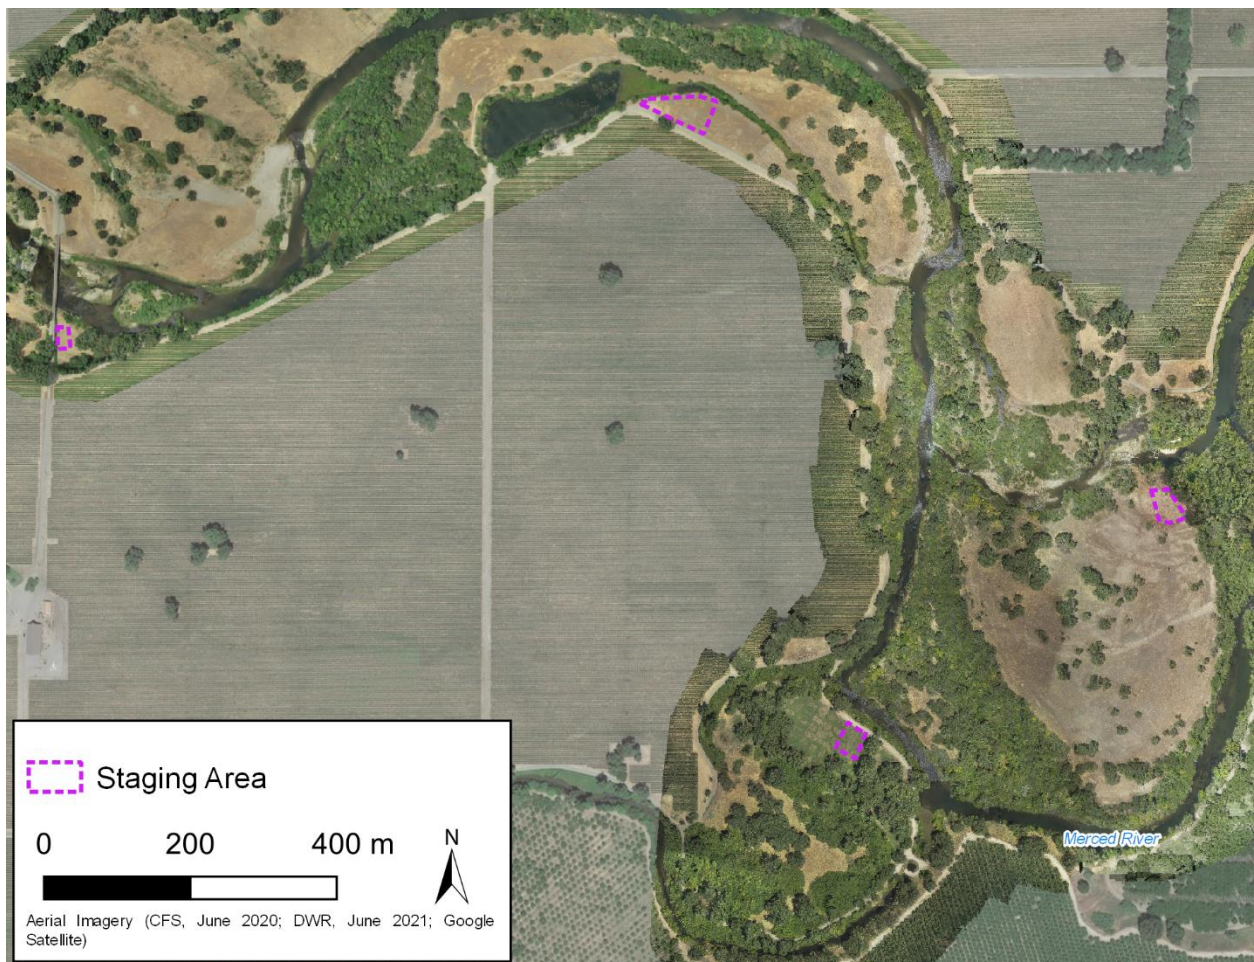 Staging Area
0 200 400 m
N
Aerial Imagery (CFS, June 2020; DWR, June 2021; Google
Satellite)
Merced River